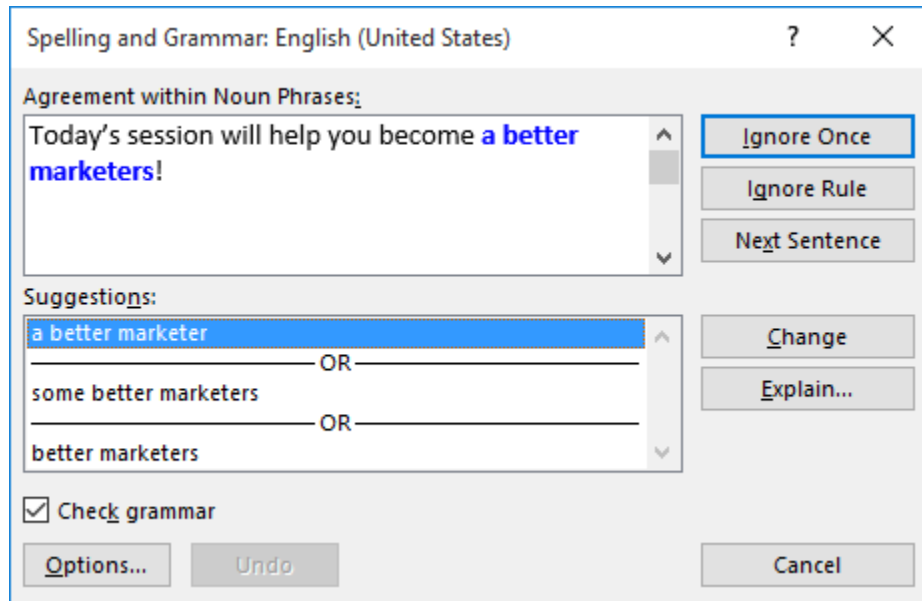 Spelling and Grammar: English (United States)
?
Agreement within Noun Phrases:
Today’s session will help you become a better
marketers!
Ignore Once
Ignore Rule
Next Sentence
Suggestions:
a better marketer
OR
some better marketers
OR
better marketers
Change
Explain...
Check grammar
Options...
Undo
Cancel